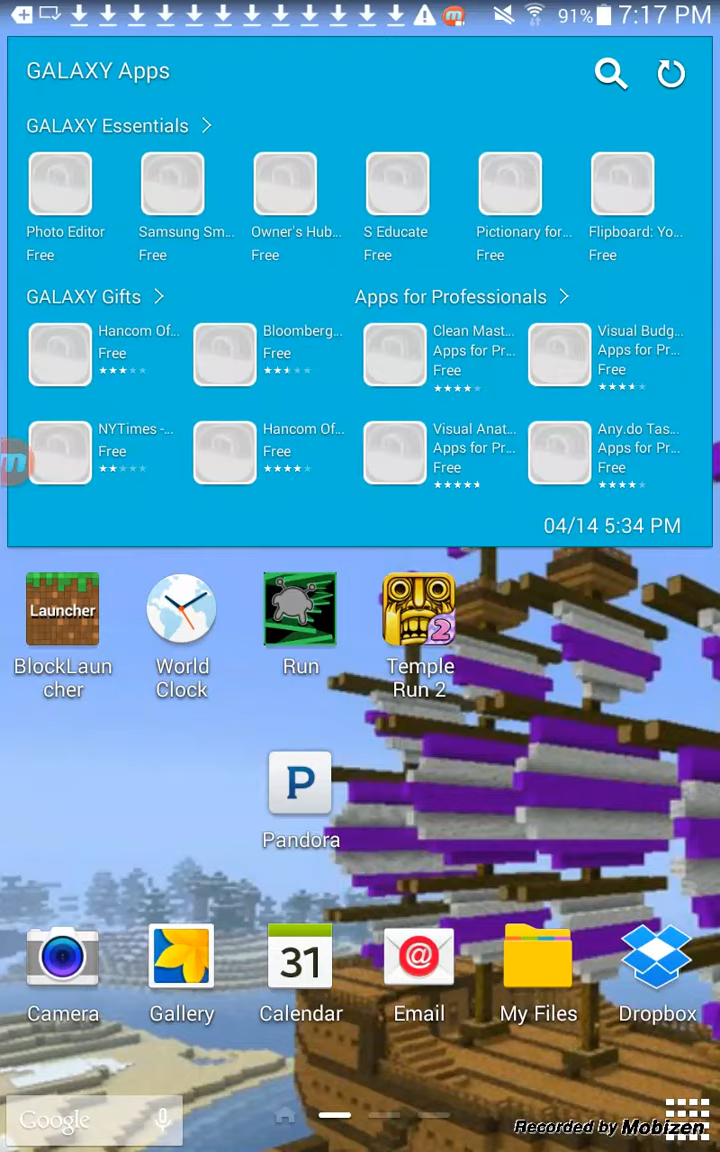 91% 7:17 PM
GALAXY Apps
GALAXY Essentials
Photo Editor
Free
Samsung Sm...
Free
Owner's Hub...
Free
S Educate
Free
Pictionary for...
Free
Flipboard: Yo...
Free
GALAXY Gifts
Hancom Of...
Free
Bloomberg...
Free
NYTimes -...
Free
Hancom Of...
Free
Apps for Professionals
Clean Mast...
Apps for Pr...
Free
Visual Budg...
Apps for Pr...
Free
Visual Anat...
Apps for Pr...
Free
Any.do Tas...
Apps for Pr...
Free
04/14 5:34 PM
Launcher
BlockLaun
cher
World
Clock
Run
2
Temple
Run 2
P
Pandora
Camera
Gallery
31
Calendar
@
Email
My Files
Dropbox
Google
Recorded by Mobizen